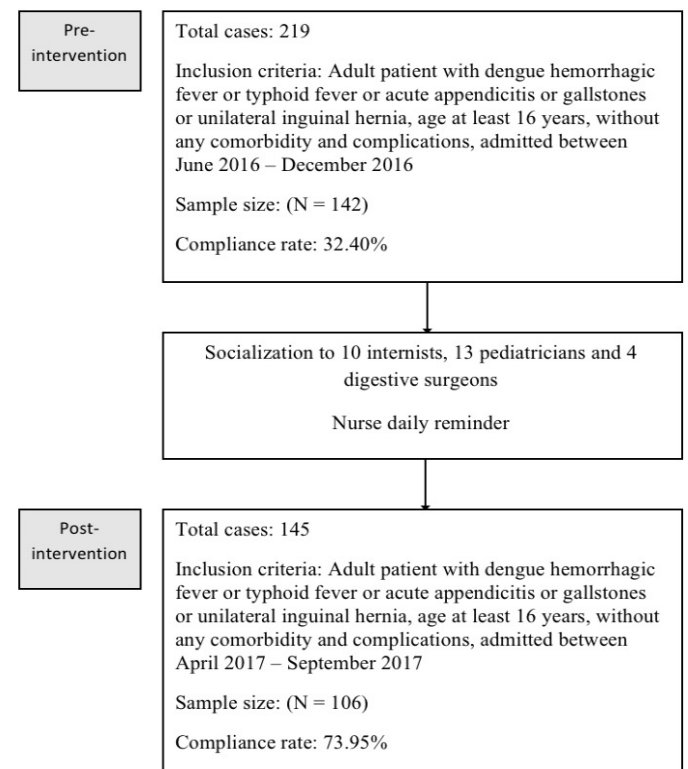 Pre-
intervention
Total cases: 219
Inclusion criteria: Adult patient with dengue hemorrhagic
fever or typhoid fever or acute appendicitis or gallstones
or unilateral inguinal hernia, age at least 16 years, without
any comorbidity and complications, admitted between
June 2016 – December 2016
Sample size: (N = 142)
Compliance rate: 32.40%
Socialization to 10 internists, 13 pediatricians and 4
digestive surgeons
Nurse daily reminder
Post-
intervention
Total cases: 145
Inclusion criteria: Adult patient with dengue hemorrhagic
fever or typhoid fever or acute appendicitis or gallstones
or unilateral inguinal hernia, age at least 16 years, without
any comorbidity and complications, admitted between
April 2017 – September 2017
Sample size: (N = 106)
Compliance rate: 73.95%